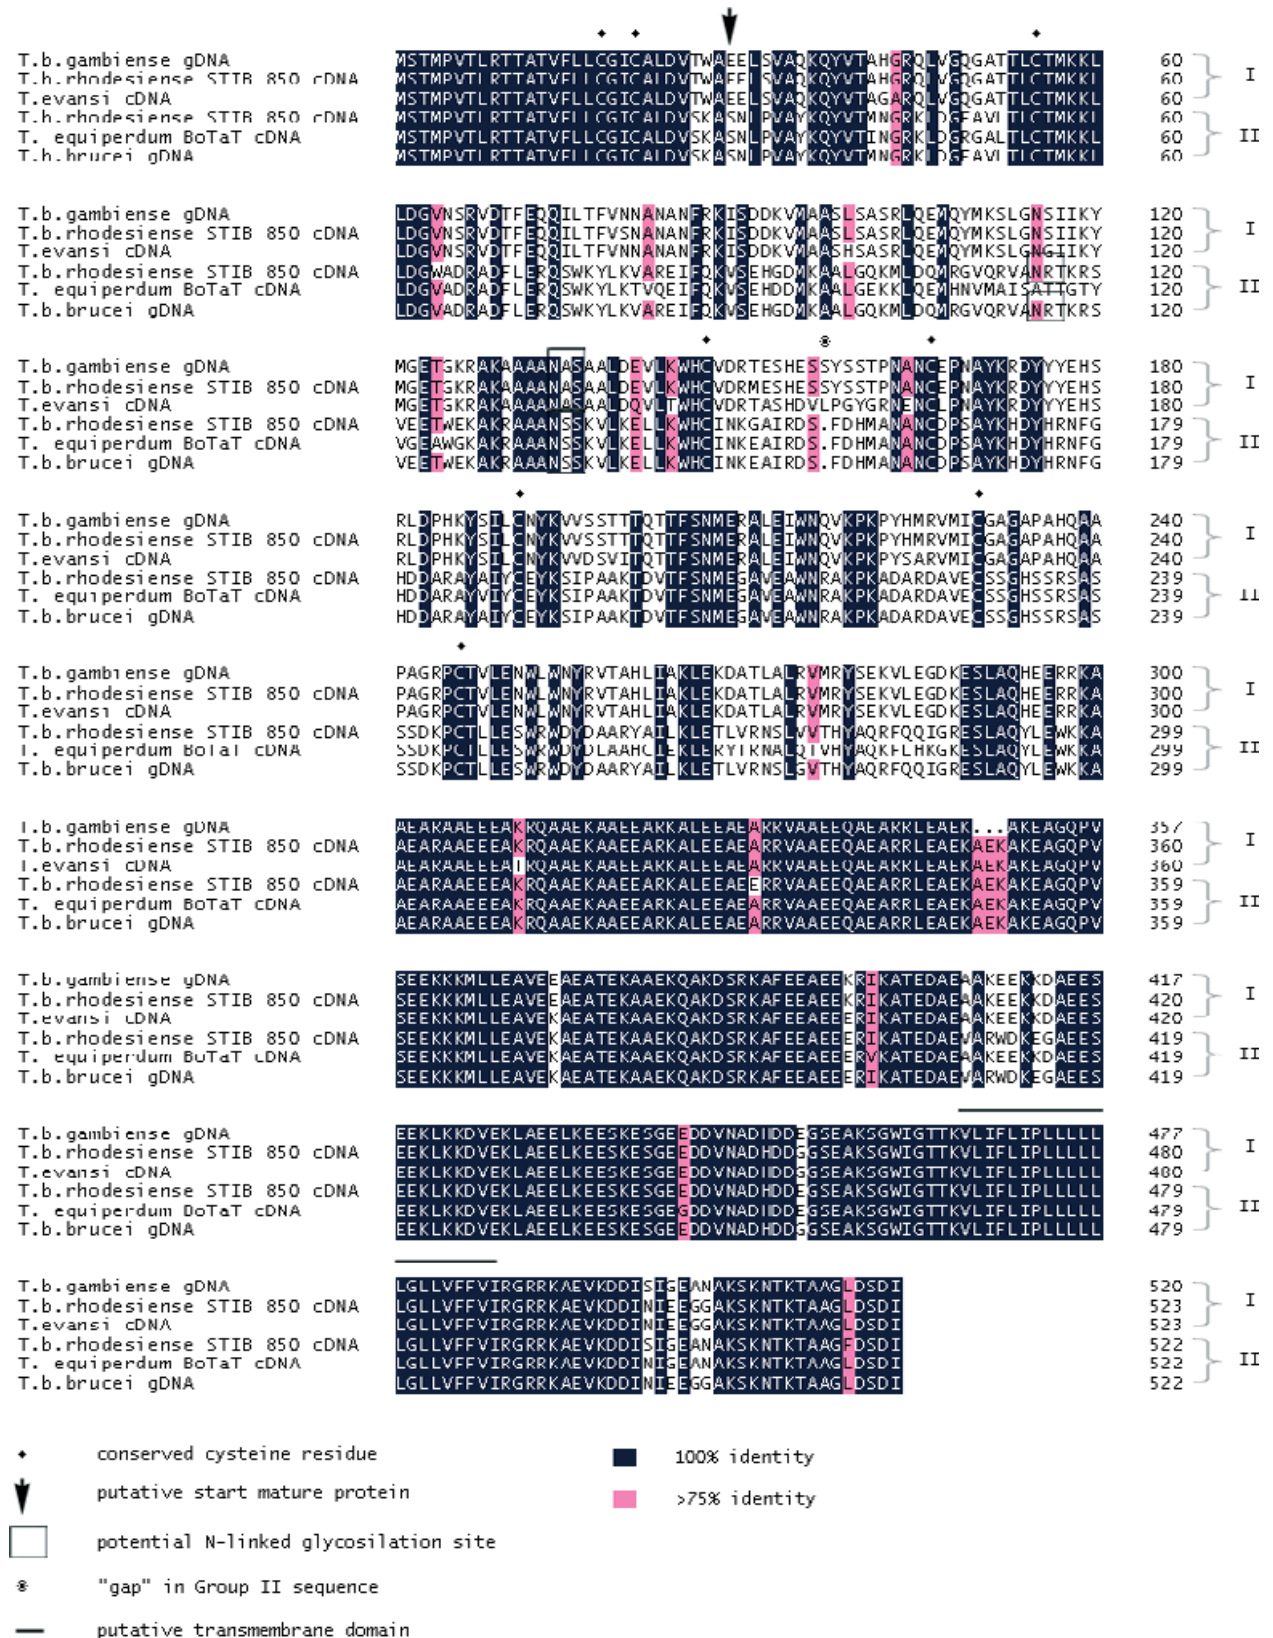 T.b.gambiense gDNA MSTMPVTLRTTATVFLLCGICALDVTWAEELSVAQKQYVTAHGRQLVGQGATTLCTMKKL 60
T.b.rhodesiense STIB 850 cDNA MSTMPVTLRTTATVFLLCGICALDVTWAEELSVAQKQYVTAHGRQLVGQGATTLCTMKKL 60 I
T.evansi cDNA MSTMPVTLRTTATVFLLCGICALDVTWAEELSVAQKQYVTAGARQLVGQGATTLCTMKKL 60
T.b.rhodesiense STIB 850 cDNA MSTMPVTLRTTATVFLLCGICALDVSKASNLPVAYKQYVTMNGRKLDGEAVLTLCTMKKL 60
T. equiperdum BoTaT cDNA MSTMPVTLRTTATVFLLCGICALDVSKASNLPVAYKQYVTINGRKLDGRGALTLCTMKKL 60 II
T.b.brucei gDNA MSTMPVTLRTTATVFLLCGICALDVSKASNLPVAYKQYVTMNGRKLDGEAVLTLCTMKKL 60
T.b.gambiense gDNA LDGVNSRVDTFEQQILTFVNNANANFRKISDDKVMAASLSASRLQEMQYMKSLGNSIIKY 120
T.b.rhodesiense STIB 850 cDNA LDGVNSRVDTFEQQILTFVSNANANFRKISDDKVMAASLSASRLQEMQYMKSLGNSIIKY 120 I
T.evansi cDNA LDGVNSRVDTFEQQILTFVNNANANFRKISDDKVMAASHSASRLQEMQYMKSLGNGIIKY 120
T.b.rhodesiense STIB 850 cDNA LDGWADRADFLERQSWKYLKVAREIFQKVSEHGDMKAALGQKMLDQMRGVQRVANRTKRS 120
T. equiperdum BoTaT cDNA LDGVADRADFLERQSWKYLKTVQEIFQKVSEHDDMKAALGEKKLQEMHNVMAISATTGTY 120 II
T.b.brucei gDNA LDGVADRADFLERQSWKYLKVAREIFQKVSEHGDMKAALGQKMLDQMRGVQRVANRTKRS 120
T.b.gambiense gDNA MGETGKRAKAAAANASAALDEVLKWHCVDRTESHESSYSSTPNANCEPNAYKRDYYYEHS 180
T.b.rhodesiense STIB 850 cDNA MGETGKRAKAAAANASAALDEVLKWHCVDRMESHESSYSSTPNANCEPNAYKRDYYYEHS 180 I
T.evansi cDNA MGETGKRAKAAAANASAALDQVLTWHCVDRTASHDVLPGYGRNENCLPNAYKRDYYYEHS 180
T.b.rhodesiense STIB 850 cDNA VEETWEKAKRAAANSSKVLKELLKWHCINKGAIRDS.FDHMANANCDPSAYKHDYHRNFG 179
T. equiperdum BoTaT cDNA VGEAWGKAKRAAANSSKVLKELLKWHCINKGAIRDS.FDHMANANCDPSAYKHDYHRNFG 179 II
T.b.brucei gDNA VEETWEKAKRAAANSSKVLKELLKWHCINKEAIRDS.FDHMANANCDPSAYKHDYHRNFG 179
T.b.gambiense gDNA RLDPHKYSILCNYKVVSSTTTQTTFSNMERALEIWNQVKPKPYHMRVMICGAGAPAHQAA 240
T.b.rhodesiense STIB 850 cDNA RLDPHKYSILCNYKVVSSTTTQTTFSNMERALEIWNQVKPKPYHMRVMICGAGAPAHQAA 240 I
T.evansi cDNA RLDPHKYSILCNYKVVDSVITQTTFSNMERALEIWNQVKPKPYSARVMICGAGAPAHQAA 240
T.b.rhodesiense STIB 850 cDNA HDDARAYAIYCEYKSIPAAKTDVTFSNMEGAVEAWNRAKPKADARDAVECSSGHSSRSAS 239
T. equiperdum BoTaT cDNA HDDARAYVIYCEYKSIPAAKTDVTFSNMEGAVEAWNRAKPKADARDAVECSSGHSSRSAS 239 II
T.b.brucei gDNA HDDARAYAIYCEYKSIPAAKTDVTFSNMEGAVEAWNRAKPKADARDAVECSSGHSSRSAS 239
T.b.gambiense gDNA PAGRPCTVLENWLWNYRVTAHLIAKLEKDATLALRVMRYSEKVLEGDKESLAQHEERRKA 300
T.b.rhodesiense STIB 850 cDNA PAGRPCTVLENWLWNYRVTAHLIAKLEKDATLALRVMRYSEKVLEGDKESLAQHEERRKA 300 I
T.evansi cDNA PAGRPCTVLENWLWNYRVTAHLIAKLEKDATLALRVMRYSEKVLEGDKESLAQHEERRKA 300
T.b.rhodesiense STIB 850 cDNA SSDKPCTLLESWRWDYDAARYAILKLETLVRNSLVVTHYAQRFQQIGRESLAQYLEWKKA 299
T. equiperdum BoTaT cDNA SSDKPCTLLESWRWDYDLAAHCIEKLERYTRNALQTVHYAQKFLHKGKESLAQYLEWKKA 299 II
T.b.brucei gDNA SSDKPCTLLESWRWDYDAARYAILKLETLVRNSLGVTHYAQRFQQIGRESLAQYLEWKKA 299
T.b.gambiense gDNA AEARAAEEEAKRQAAEKAAEEARKALEEAEARRVAAEEQAEARRLEAEK...AKEAGQPV 357
T.b.rhodesiense STIB 850 cDNA AEARAAEEEAKRQAAEKAAEEARKALEEAEARRVAAEEQAEARRLEAEKAEKAKEAGQPV 360 I
T.evansi cDNA AEARAAEEEAIRQAAEKAAEEARKALEEAEARRVAAEEQAEARRLEAEKAEKAKEAGQPV 360
T.b.rhodesiense STIB 850 cDNA AEARAAEEEAKRQAAEKAAEEARKALEEAEERRVAAEEQAEARRLEAEKAEKAKEAGQPV 359
T. equiperdum BoTaT cDNA AEARAAEEEAKRQAAEKAAEEARKALEEAEARRVAAEEQAEARRLEAEKAEKAKEAGQPV 359 II
T.b.brucei gDNA AEARAAEEEAKRQAAEKAAEEARKALEEAEARRVAAEEQAEARRLEAEKAEKAKEAGQPV 359
T.b.gambiense gDNA SEEKKKMLLEAVEEAEATEKAAEKQAKDSRKAFEEAEEKRIKATEDAEAAKEEKKDAEES 417
T.b.rhodesiense STIB 850 cDNA SEEKKKMLLEAVEEAEATEKAAEKQAKDSRKAFEEAEEKRIKATEDAEAAKEEKKDAEES 420 I
T.evansi cDNA SEEKKKMLLEAVEKAEATEKAAEKQAKDSRKAFEEAEEERIKATEDAEAAKEEKKDAEES 420
T.b.rhodesiense STIB 850 cDNA SEEKKKMLLEAVEKAEATEKAAEKQAKDSRKAFEEAEEERIKATEDAEVARWDKEGAEES 419
T. equiperdum BoTaT cDNA SEEKKKMLLEAVEKAEATEKAAEKQAKDSRKAFEEAEEERVKATEDAEAAKEEKKDAEES 419 II
T.b.brucei gDNA SEEKKKMLLEAVEKAEATEKAAEKQAKDSRKAFEEAEEERIKATEDAEVARWDKEGAEES 419
T.b.gambiense gDNA EEKLKKDVEKLAEELKEESKESGEEDDVNADHDDEGSEAKSGWIGTTKVLIFLIPLLLLL 477
T.b.rhodesiense STIB 850 cDNA EEKLKKDVEKLAEELKEESKESGEEDDVNADHDDGGSEAKSGWIGTTKVLIFLIPLLLLL 480 I
T.evansi cDNA EEKLKKDVEKLAEELKEESKESGEEDDVNADHDDGGSEAKSGWIGTTKVLIFLIPLLLLL 480
T.b.rhodesiense STIB 850 cDNA EEKLKKDVEKLAEELKEESKESGEEDDVNADHDDEGSEAKSGWIGTTKVLIFLIPLLLLL 479
T. equiperdum BoTaT cDNA EEKLKKDVEKLAEELKEESKESGEGDDVNADHDDEGSEAKSGWIGTTKVLIFLIPLLLLL 479 II
T.b.brucei gDNA EEKLKKDVEKLAEELKEESKESGEEDDVNADHDDGGSEAKSGWIGTTKVLIFLIPLLLLL 479
T.b.gambiense gDNA LGLLVFFVIRGRRKAEVKDDISIGEANAKSKNTKTAAGLDSDI 520
T.b.rhodesiense STIB 850 cDNA LGLLVFFVIRGRRKAEVKDDINIEEGGAKSKNTKTAAGLDSDI 523 I
T.evansi cDNA LGLLVFFVIRGRRKAEVKDDINIEEGGAKSKNTKTAAGLDSDI 523
T.b.rhodesiense STIB 850 cDNA LGLLVFFVIRGRRKAEVKDDISIGEANAKSKNTKTAAGFDSDI 522
T. equiperdum BoTaT cDNA LGLLVFFVIRGRRKAEVKDDINIGEANAKSKNTKTAAGLDSDI 522 II
T.b.brucei gDNA LGLLVFFVIRGRRKAEVKDDINIEEGGAKSKNTKTAAGLDSDI 522
conserved cysteine residue 100% identity
putative start mature protein >75% identity
potential N-linked glycosilation site
"gap" in Group II sequence
putative transmembrane domain